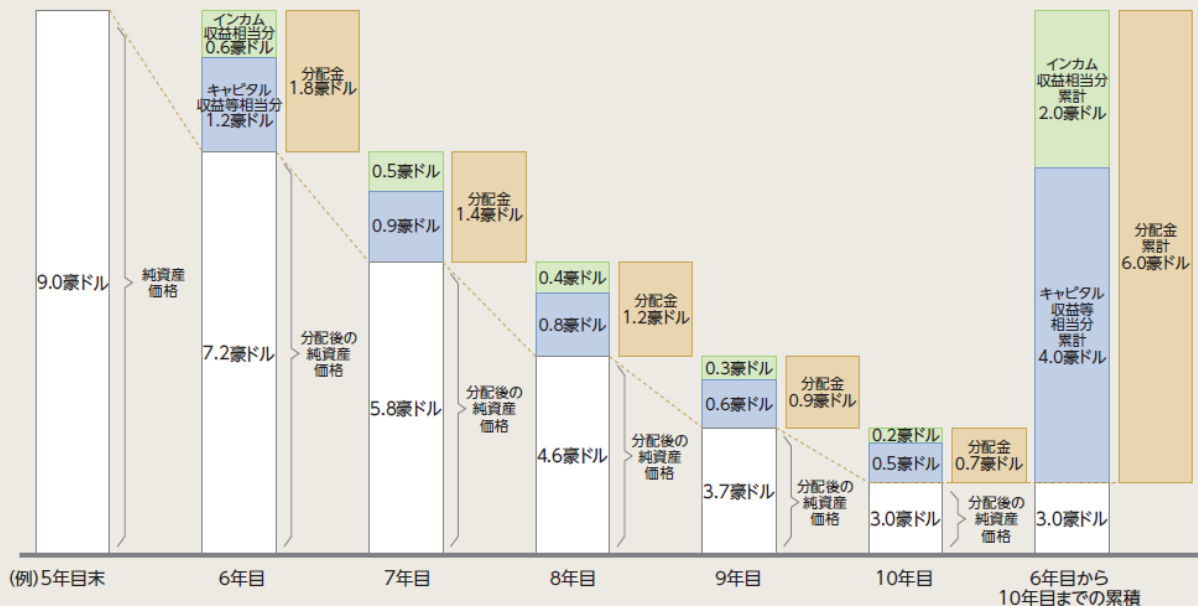 9.0豪ドル
純資産
価格
インカム
収益相当分
0.6豪ドル
キャピタル
収益等相当分
1.2豪ドル
分配金
1.8豪ドル
7.2豪ドル
分配後の
純資産
価格
0.5豪ドル
0.9豪ドル
分配金
1.4豪ドル
5.8豪ドル
分配後の
純資産
価格
0.4豪ドル
0.8豪ドル
分配金
1.2豪ドル
4.6豪ドル
分配後の
純資産
価格
0.3豪ドル
0.6豪ドル
分配金
0.9豪ドル
3.7豪ドル
分配後の
純資産
価格
0.2豪ドル
0.5豪ドル
分配金
0.7豪ドル
3.0豪ドル
分配後の
純資産
価格
インカム
収益相当分
累計
2.0豪ドル
キャピタル
収益等
相当分
累計
4.0豪ドル
分配金
累計
6.0豪ドル
3.0豪ドル
(例)5年目末
6年目
7年目
8年目
9年目
10年目
6年目から
10年目までの累積